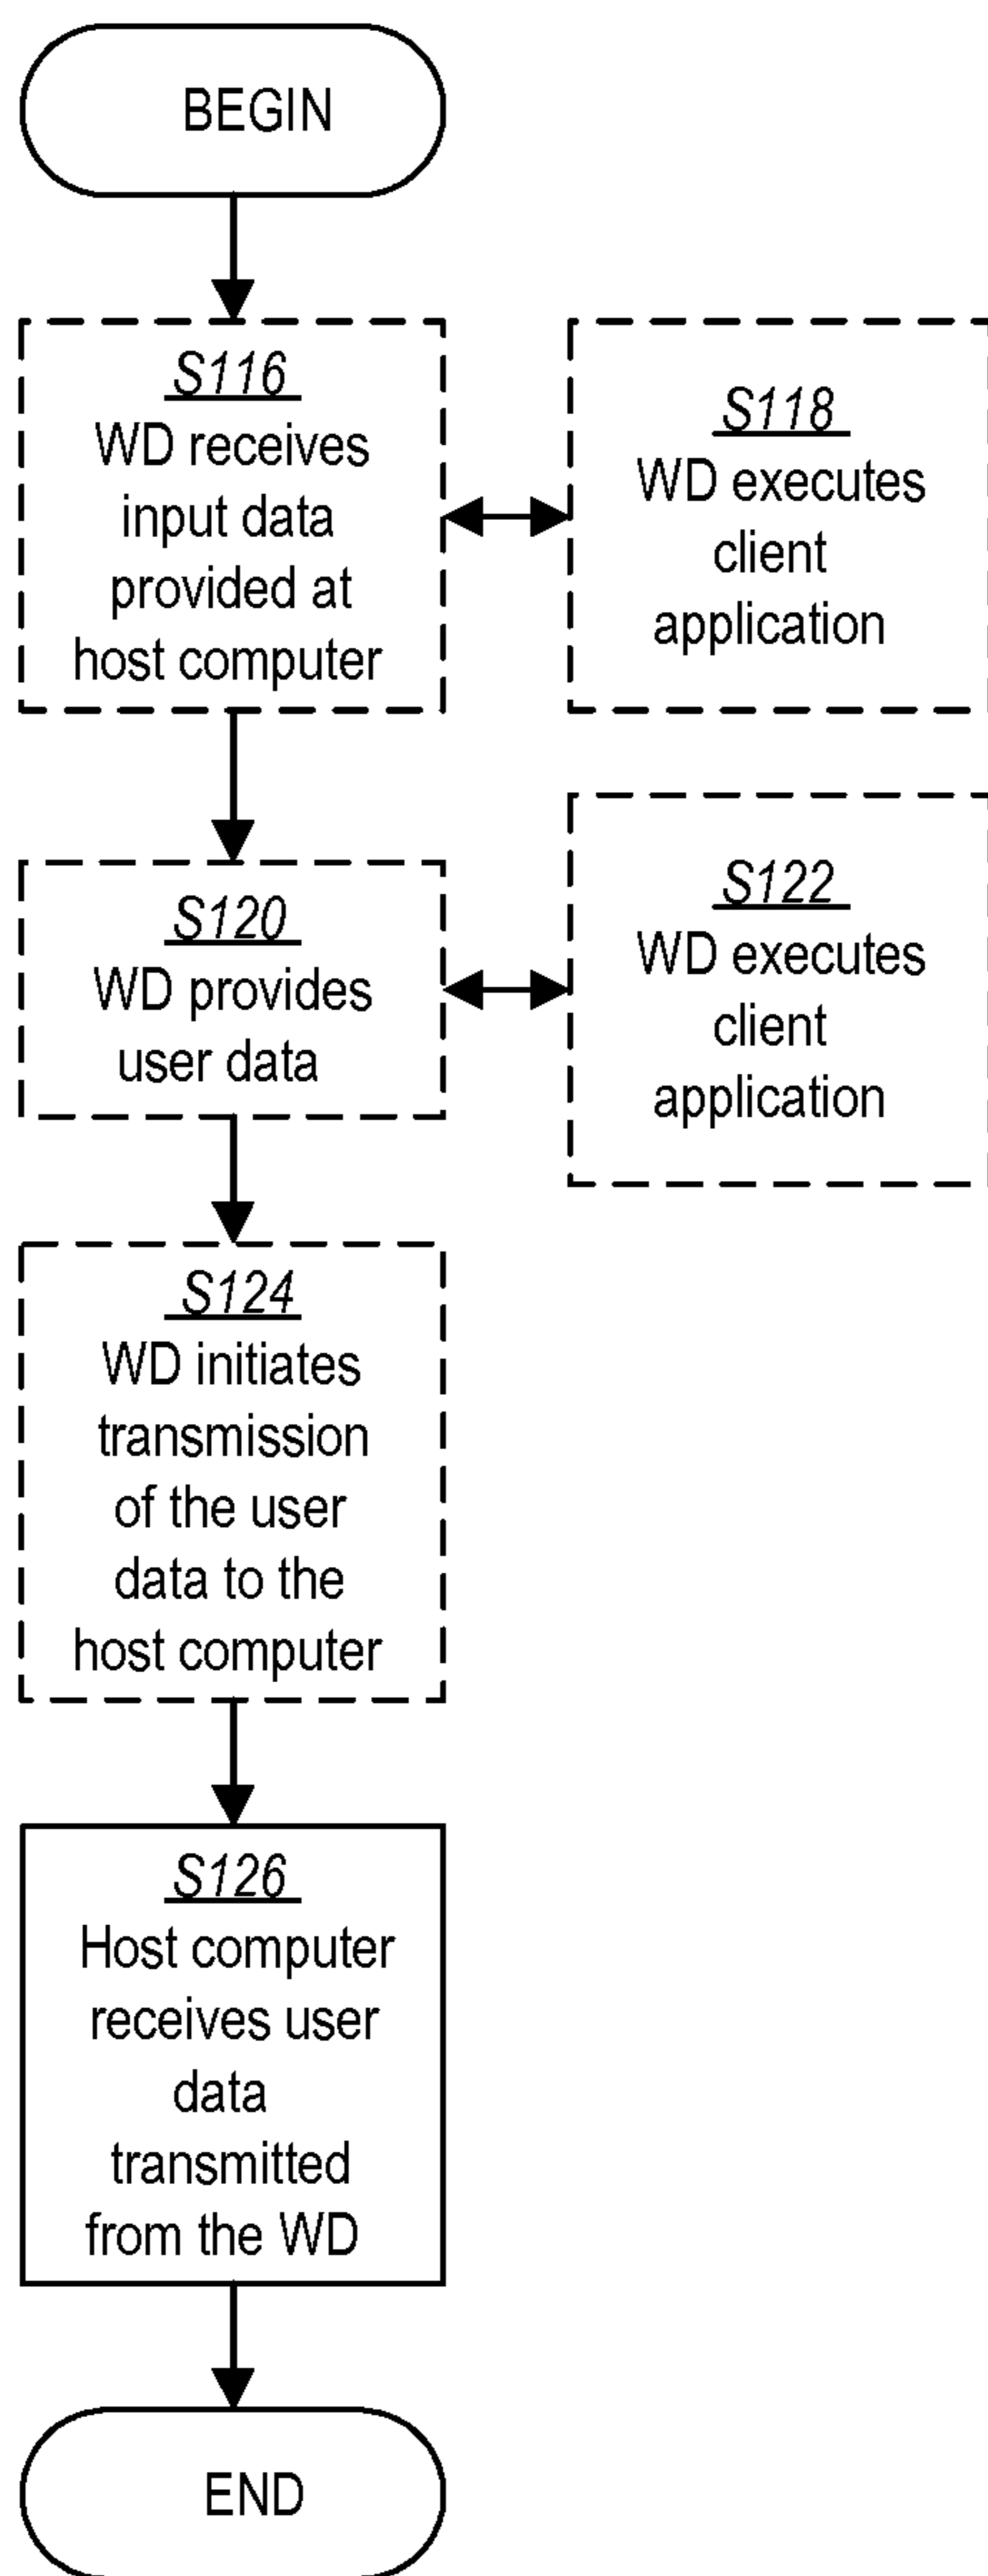 BEGIN
S116
WD receives
input data
provided at
host computer
S118
WD executes
client
application
S120
WD provides
user data
S122
WD executes
client
application
S124
WD initiates
transmission
of the user
data to the
host computer
S126
Host computer
receives user
data
transmitted
from the WD
END